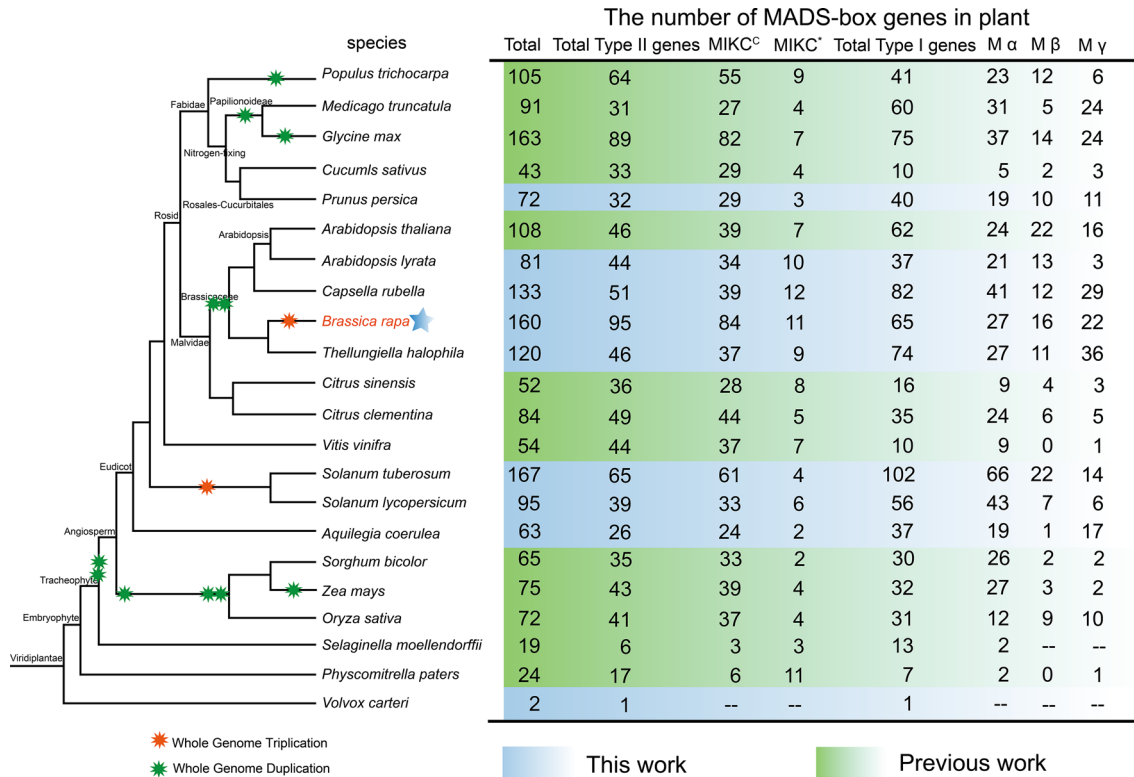 The number of MADS-box genes in plant
species Total Total Type II genes MIKCᶜ MIKC* Total Type I genes M α M β M γ
Populus trichocarpa 105 64 55 9 41 23 12 6
Fabidae Papilionoideae
Medicago truncatula 91 31 27 4 60 31 5 24
Glycine max 163 89 82 7 75 37 14 24
Nitrogen-fixing
Cucumls sativus 43 33 29 4 10 5 2 3
Prunus persica 72 32 29 3 40 19 10 11
Rosales-Cucurbitales
Rosid
Arabidopsis thaliana 108 46 39 7 62 24 22 16
Arabidopsis
Arabidopsis lyrata 81 44 34 10 37 21 13 3
Capsella rubella 133 51 39 12 82 41 12 29
Brassicaceae
Brassica rapa 160 95 84 11 65 27 16 22
Malvidae
Thellungiella halophila 120 46 37 9 74 27 11 36
Citrus sinensis 52 36 28 8 16 9 4 3
Citrus clementina 84 49 44 5 35 24 6 5
Vitis vinifra 54 44 37 7 10 9 0 1
Eudicot
Solanum tuberosum 167 65 61 4 102 66 22 14
Solanum lycopersicum 95 39 33 6 56 43 7 6
Angiosperm
Aquilegia coerulea 63 26 24 2 37 19 1 17
Sorghum bicolor 65 35 33 2 30 26 2 2
Tracheophyte
Zea mays 75 43 39 4 32 27 3 2
Oryza sativa 72 41 37 4 31 12 9 10
Embryophyte
Selaginella moellendorffii 19 6 3 3 13 2 -- --
Viridiplantae
Physcomitrella paters 24 17 6 11 7 2 0 1
Volvox carteri 2 1 -- -- 1 -- -- --
Whole Genome Triplication
Whole Genome Duplication
This work
Previous work